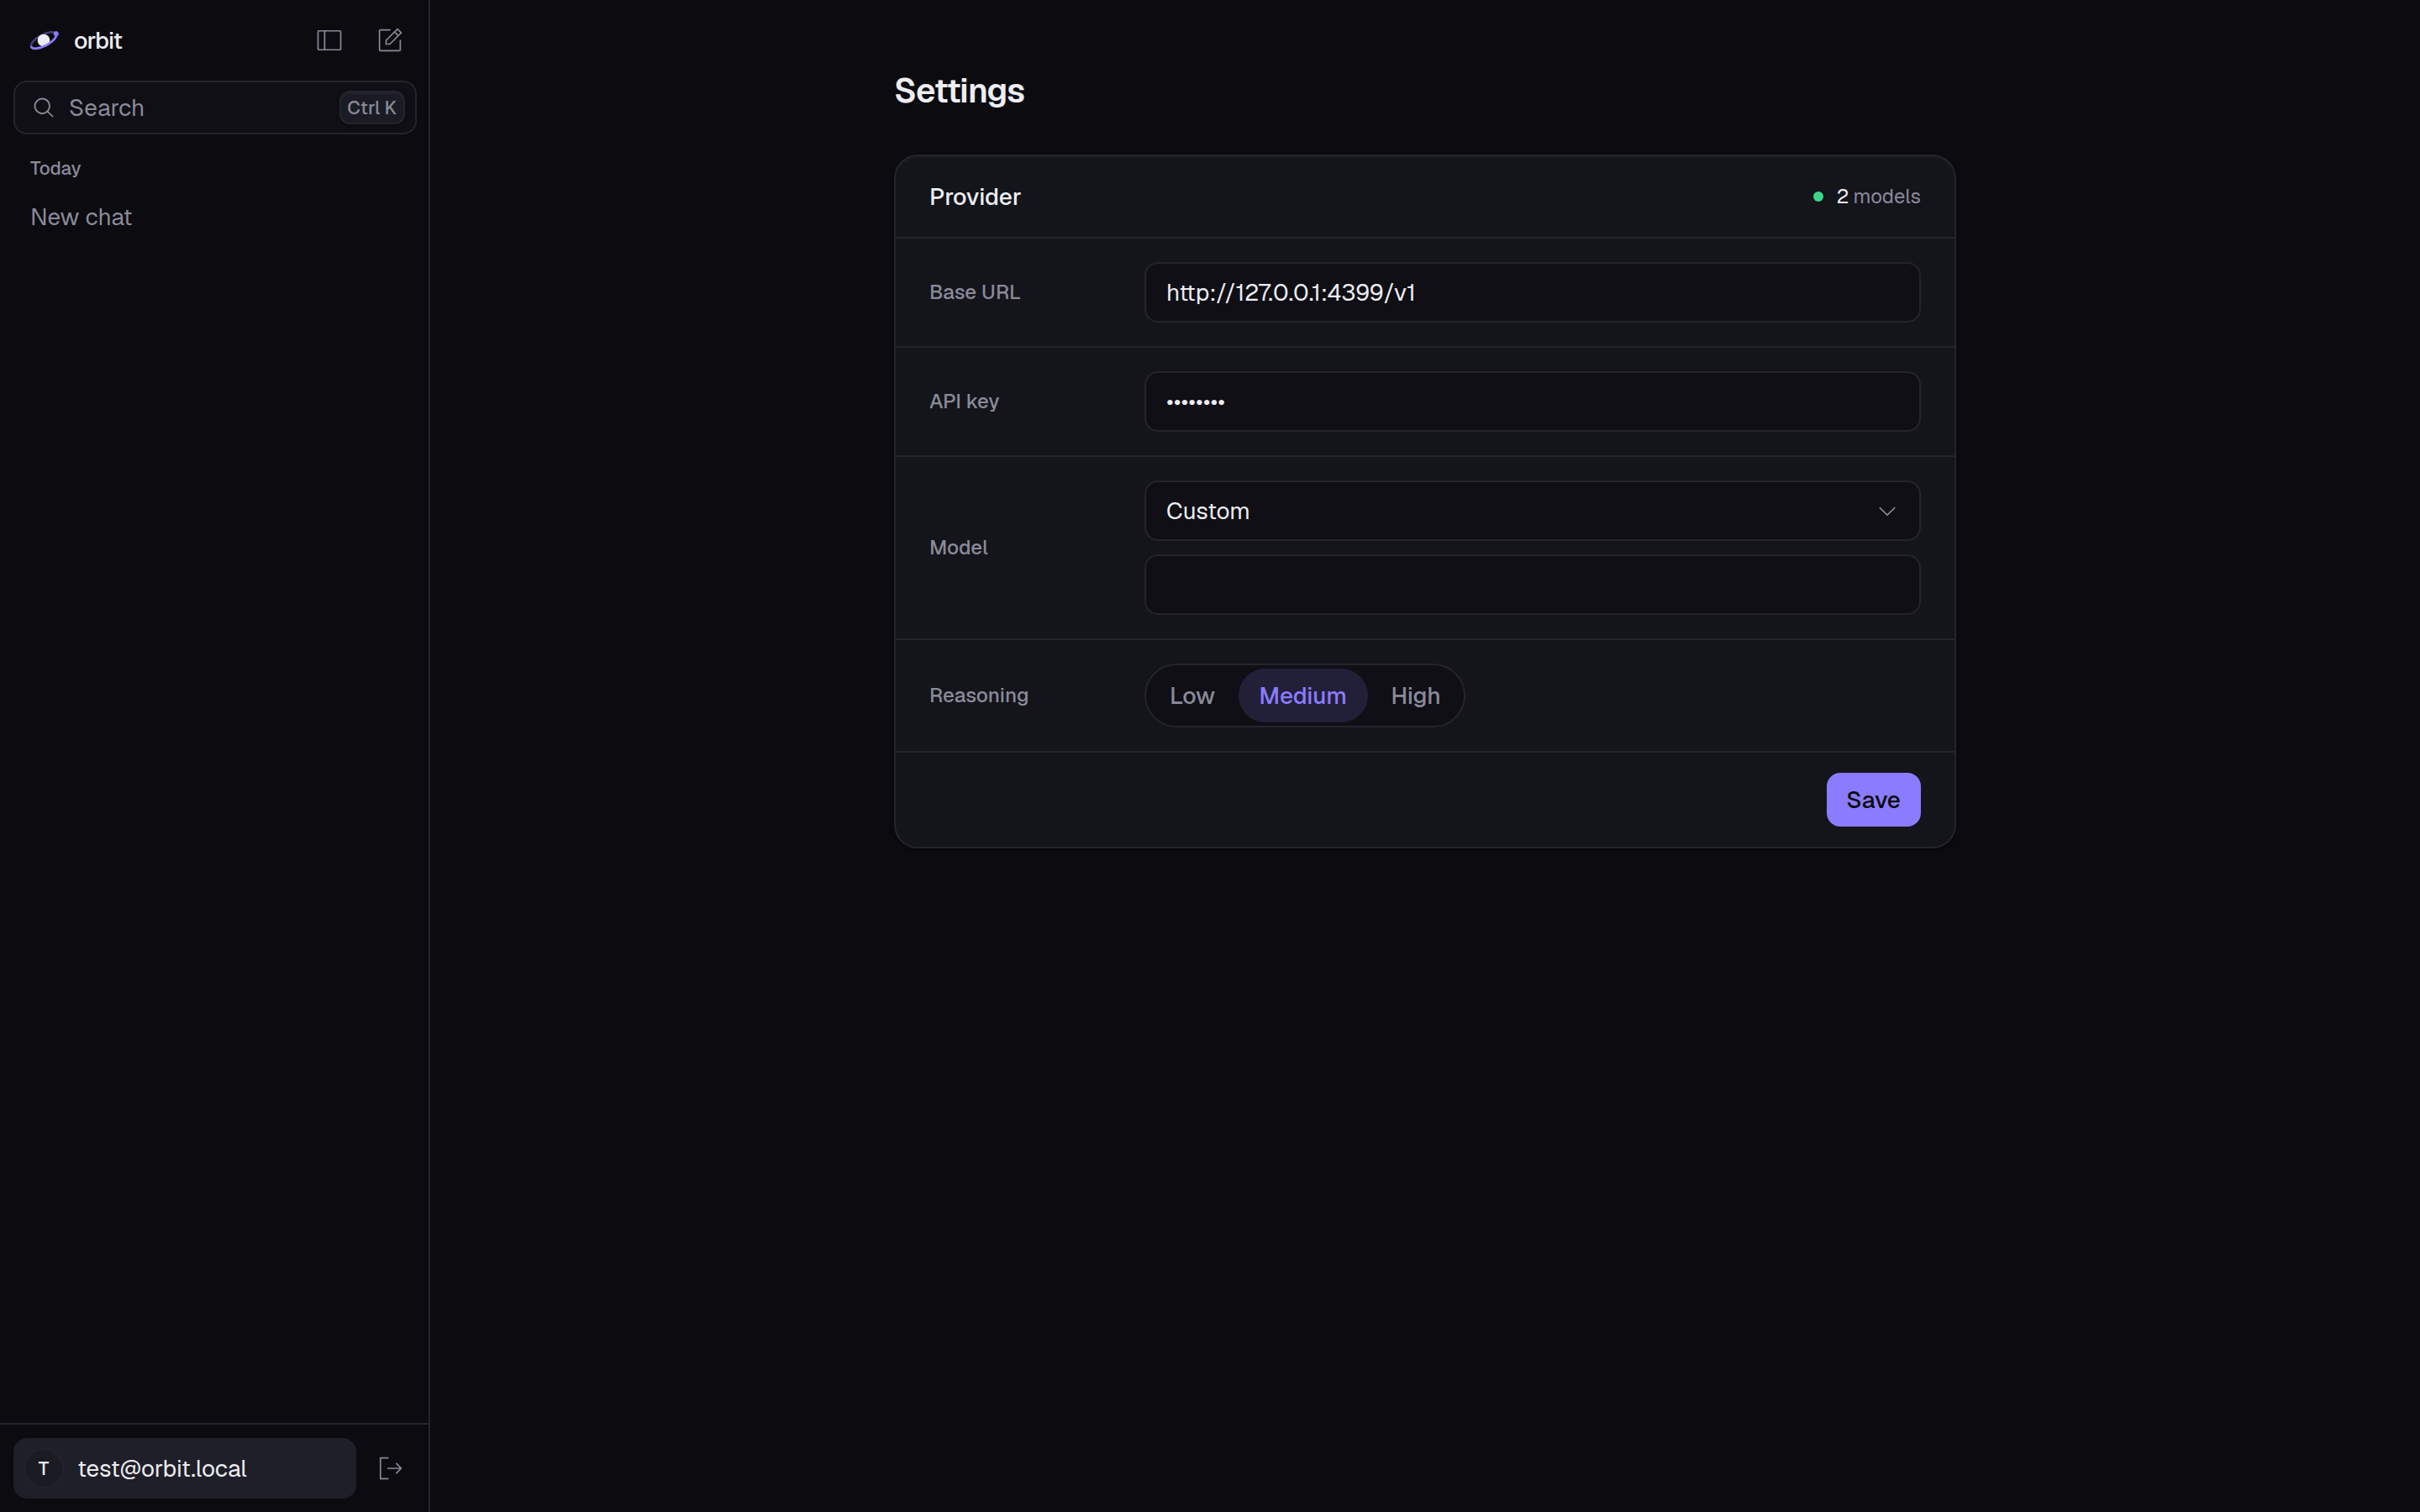 orbit
Search
Ctrl K
Today
New chat
Settings
Provider
2 models
Base URL
http://127.0.0.1:4399/v1
API key
••••••••
Model
Custom
Reasoning
Low
Medium
High
Save
T
test@orbit.local